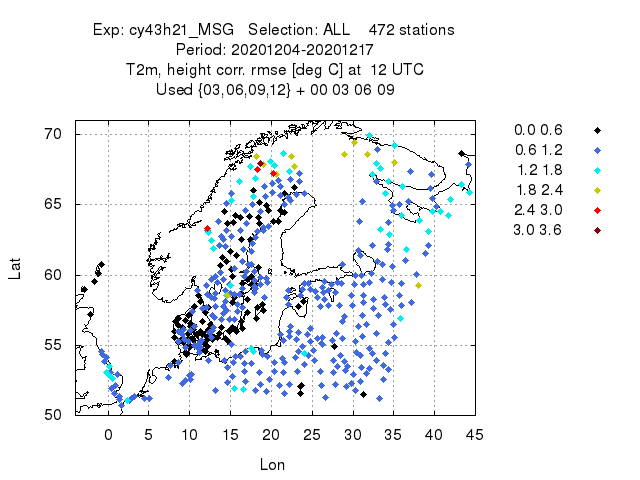 Exp: cy43h21_MSG   Selection: ALL    472 stations
Period: 20201204-20201217
T2m, height corr. rmse [deg C] at  12 UTC
Used {03,06,09,12} + 00 03 06 09
70
65
60
55
50
Lat
0 5 10 15 20 25 30 35 40 45
Lon
0.0 0.6
0.6 1.2
1.2 1.8
1.8 2.4
2.4 3.0
3.0 3.6